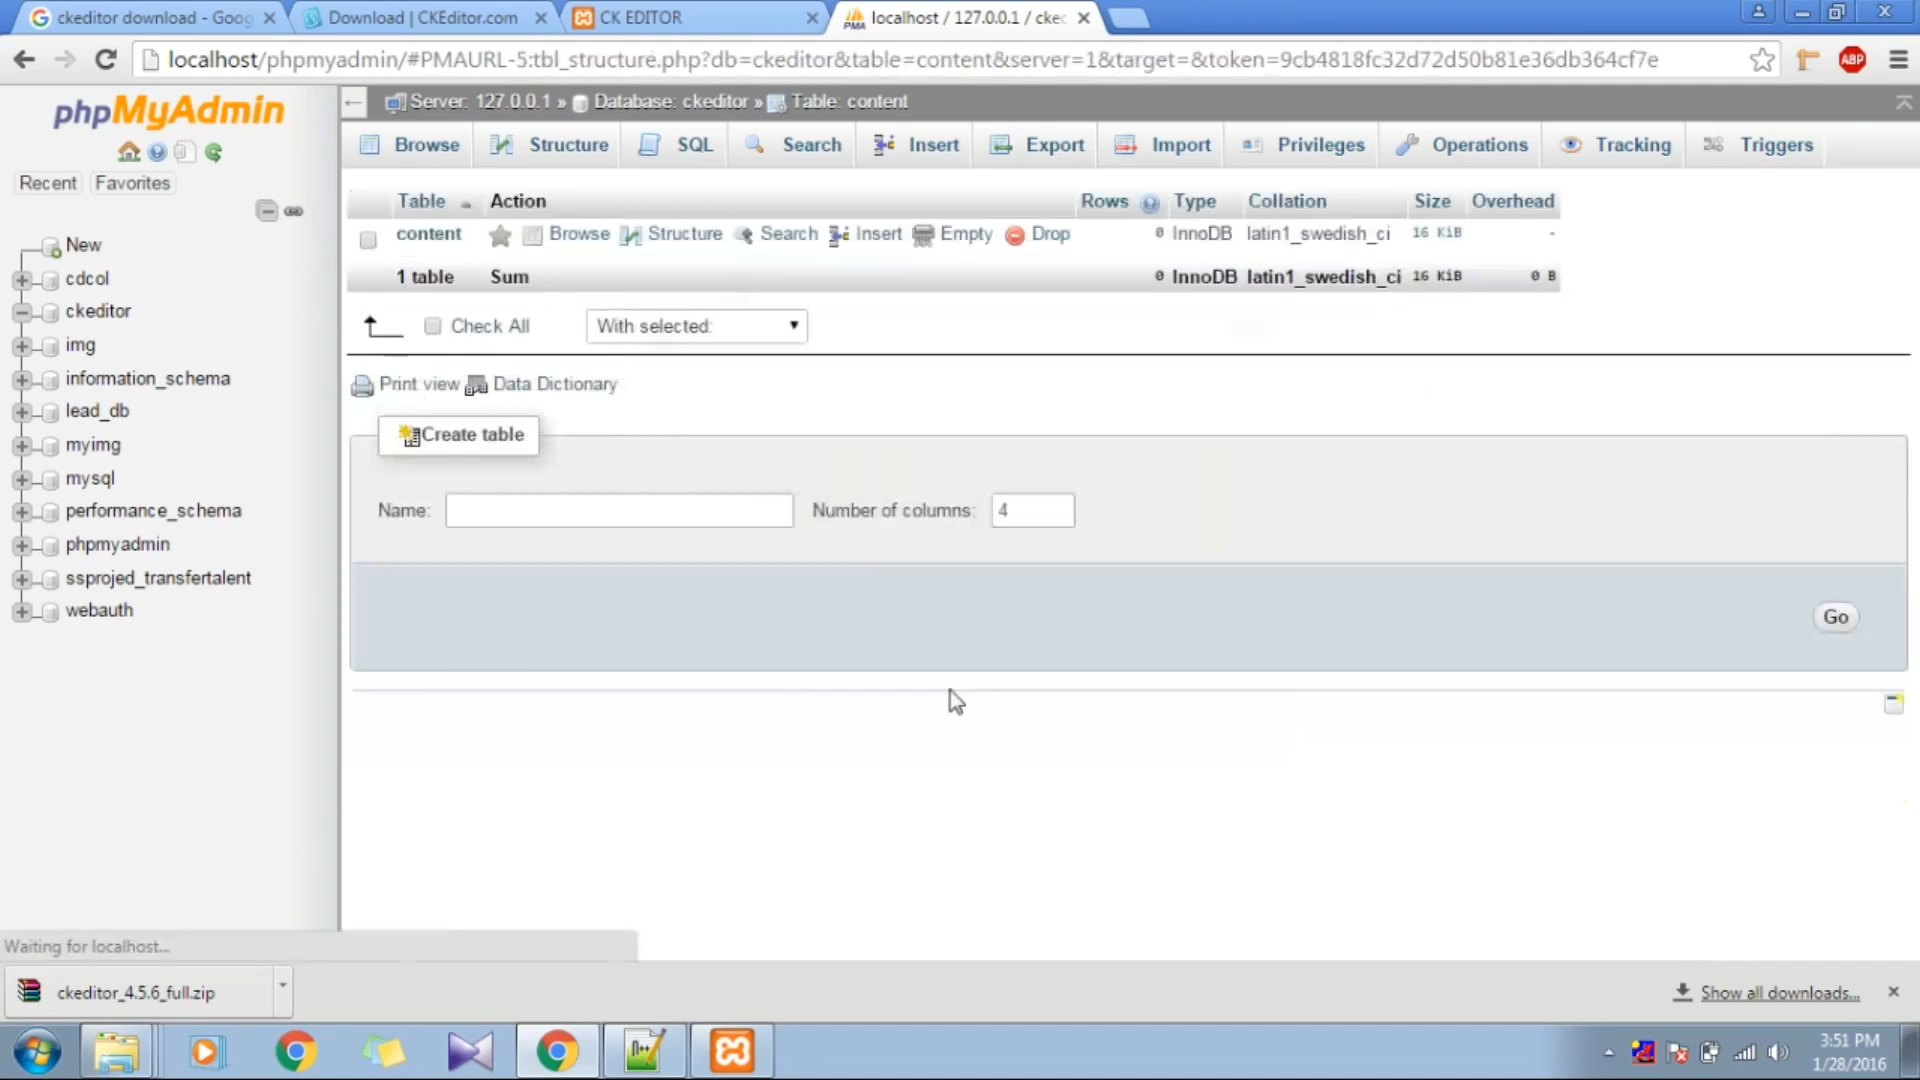 ckeditor download - Goog
Download | CKEditor.com
CK EDITOR
localhost / 127.0.0.1 / cke
localhost/phpmyadmin/#PMAURL-5:tbl_structure.php?db=ckeditor&table=content&server=1&target=&token=9cb4818fc32d72d50b81e36db364cf7e
ABP
phpMyAdmin
Recent
Favorites
New
cdcol
ckeditor
img
information_schema
lead_db
myimg
mysql
performance_schema
phpmyadmin
ssprojed_transfertalent
webauth
Server: 127.0.0.1 » Database: ckeditor » Table: content
Browse Structure SQL Search Insert Export Import Privileges Operations Tracking Triggers
Table Action Rows Type Collation Size Overhead
content Browse Structure Search Insert Empty Drop 0 InnoDB latin1_swedish_ci 16 KiB -
1 table Sum 0 InnoDB latin1_swedish_ci 16 KiB 0 B
Check All With selected:
Print view Data Dictionary
Create table
Name: Number of columns: 4
Go
Waiting for localhost...
ckeditor_4.5.6_full.zip
Show all downloads...
3:51 PM
1/28/2016